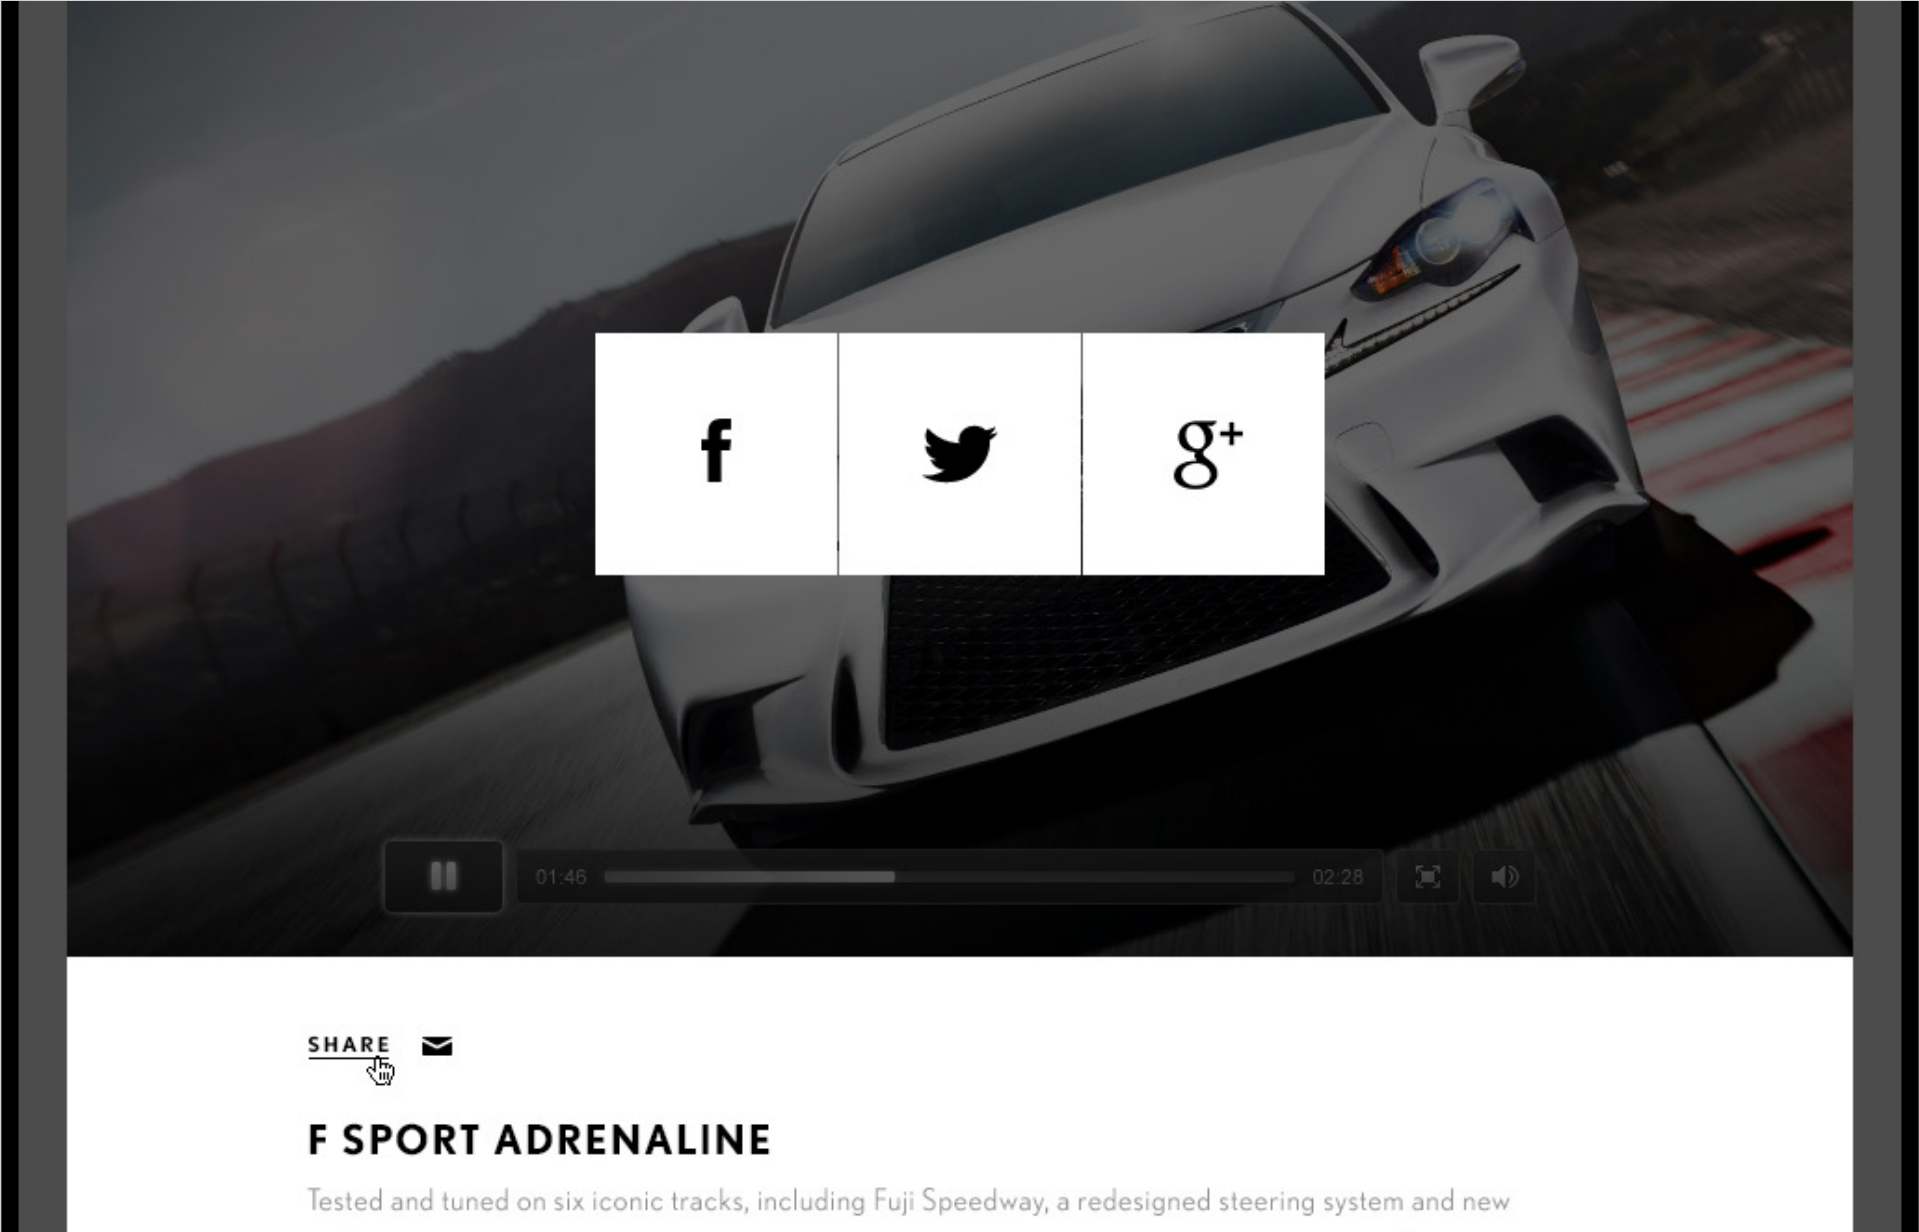 f
g+
01:46 02:28
SHARE
F SPORT ADRENALINE
Tested and tuned on six iconic tracks, including Fuji Speedway, a redesigned steering system and new